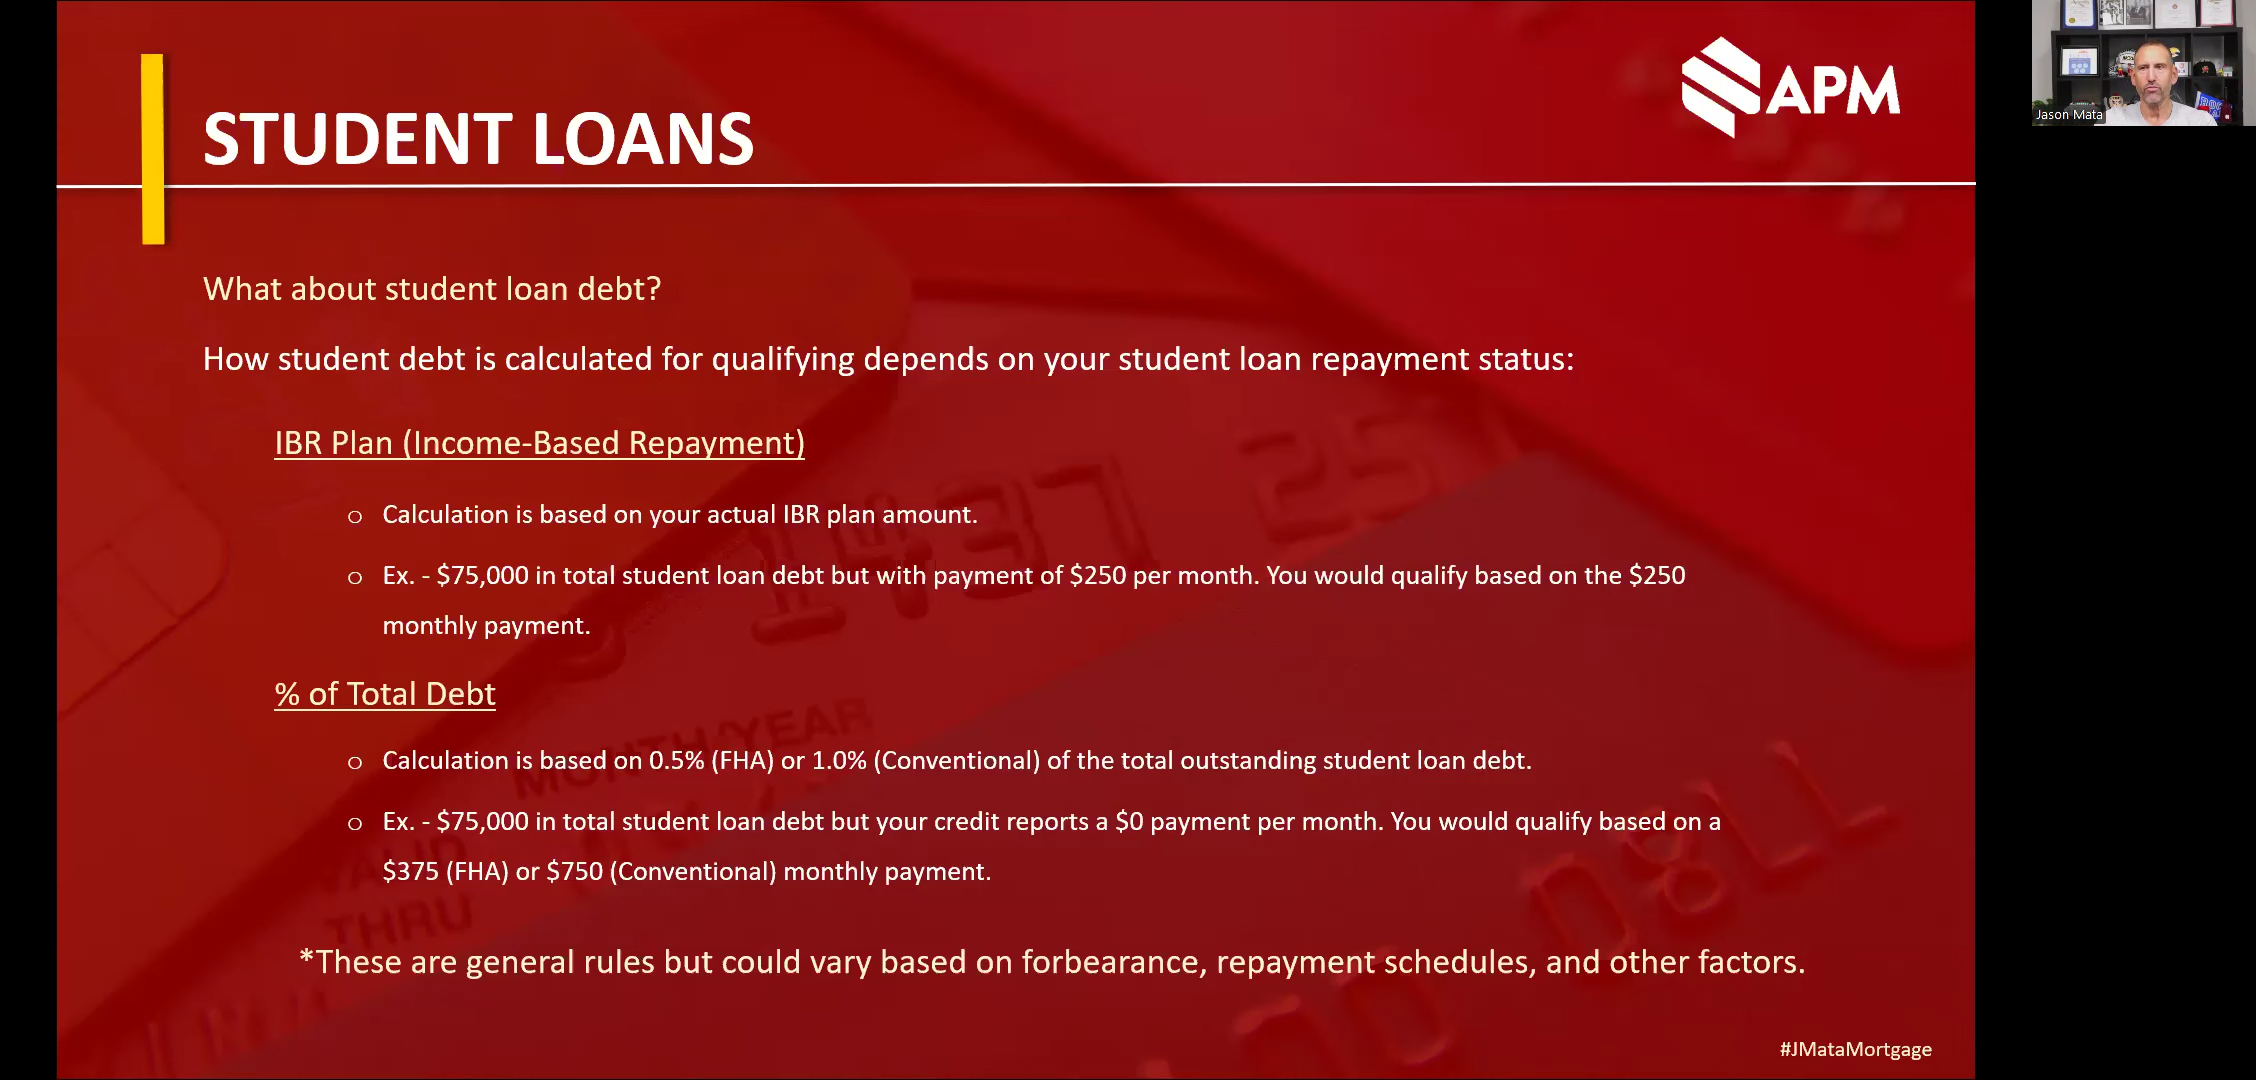 APM
STUDENT LOANS
Jason Mata
What about student loan debt?
How student debt is calculated for qualifying depends on your student loan repayment status:
IBR Plan (Income-Based Repayment)
o Calculation is based on your actual IBR plan amount.
o Ex. - $75,000 in total student loan debt but with payment of $250 per month. You would qualify based on the $250
monthly payment.
% of Total Debt
o Calculation is based on 0.5% (FHA) or 1.0% (Conventional) of the total outstanding student loan debt.
o Ex. - $75,000 in total student loan debt but your credit reports a $0 payment per month. You would qualify based on a
$375 (FHA) or $750 (Conventional) monthly payment.
*These are general rules but could vary based on forbearance, repayment schedules, and other factors.
#JMataMortgage
MONTH/YEAR
VALID
THRU